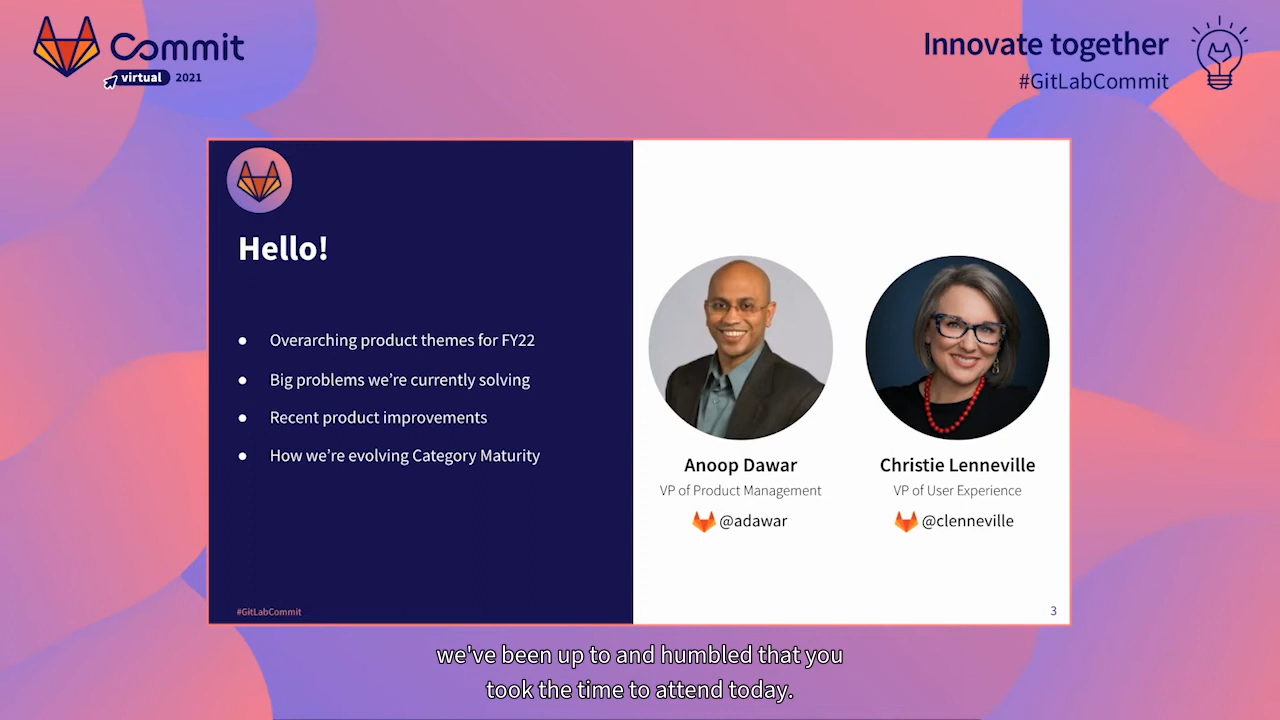 Commit
virtual 2021
Innovate together
#GitLabCommit
Hello!
● Overarching product themes for FY22
● Big problems we're currently solving
● Recent product improvements
● How we're evolving Category Maturity
#GitLabCommit
Anoop Dawar
VP of Product Management
@adawar
Christie Lenneville
VP of User Experience
@clenneville
3
we've been up to and humbled that you
took the time to attend today.